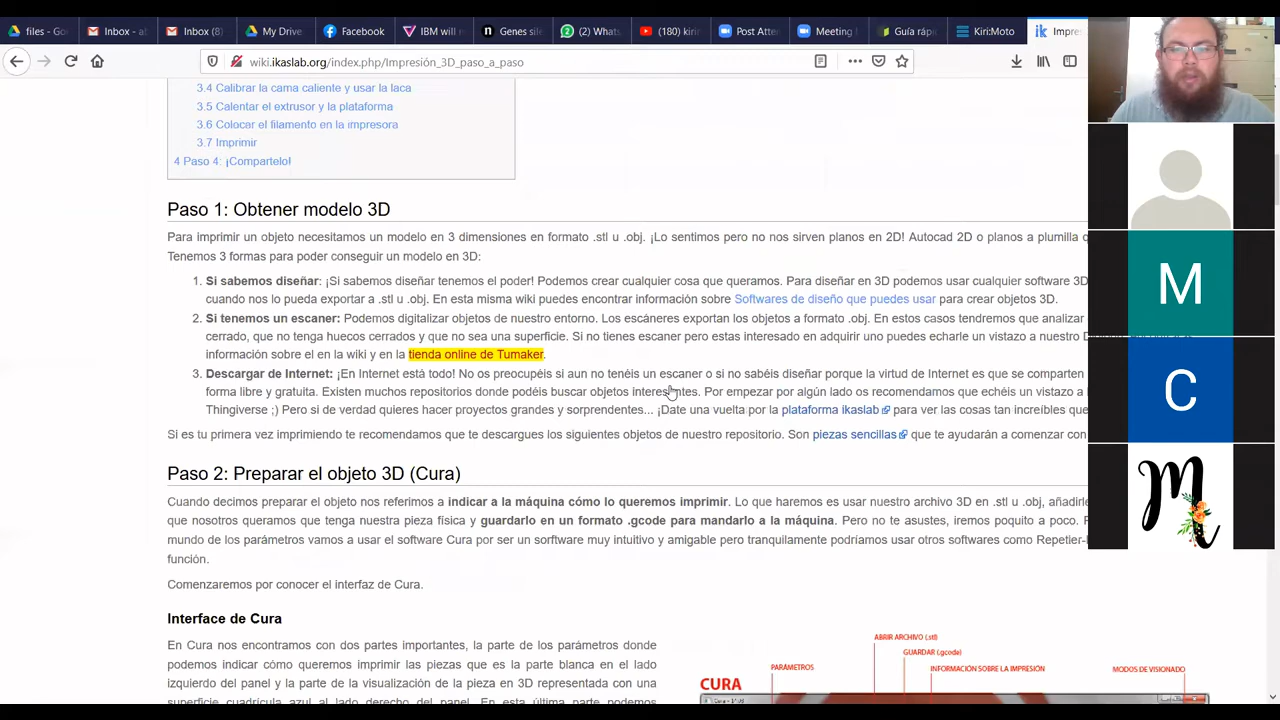 files - Go
Inbox - at
Inbox (8)
My Drive
Facebook
IBM will m
Genes sile
(2) Whats
(180) kirin
Post Atte
Meeting
Guía rápid
Kiri:Moto
Impres
wiki.ikaslab.org/index.php/Impresión_3D_paso_a_paso
3.4 Calibrar la cama caliente y usar la laca
3.5 Calentar el extrusor y la plataforma
3.6 Colocar el filamento en la impresora
3.7 Imprimir
4 Paso 4: ¡Compartelo!
Paso 1: Obtener modelo 3D
Para imprimir un objeto necesitamos un modelo en 3 dimensiones en formato .stl u .obj. ¡Lo sentimos pero no nos sirven planos en 2D! Autocad 2D o planos a plumilla
Tenemos 3 formas para poder conseguir un modelo en 3D:
1. Si sabemos diseñar: ¡Si sabemos diseñar tenemos el poder! Podemos crear cualquier cosa que queramos. Para diseñar en 3D podemos usar cualquier software 3D
cuando nos lo pueda exportar a .stl u .obj. En esta misma wiki puedes encontrar información sobre Softwares de diseño que puedes usar para crear objetos 3D.
2. Si tenemos un escaner: Podemos digitalizar objetos de nuestro entorno. Los escáneres exportan los objetos a formato .obj. En estos casos tendremos que analizar
cerrado, que no tenga huecos cerrados y que no sea una superficie. Si no tienes escaner pero estas interesado en adquirir uno puedes echarle un vistazo a nuestro
información sobre el en la wiki y en la tienda online de Tumaker.
3. Descargar de Internet: ¡En Internet está todo! No os preocupéis si aun no tenéis un escaner o si no sabéis diseñar porque la virtud de Internet es que se comparten
forma libre y gratuita. Existen muchos repositorios donde podéis buscar objetos interesantes. Por empezar por algún lado os recomendamos que echéis un vistazo a
Thingiverse ;) Pero si de verdad quieres hacer proyectos grandes y sorprendentes... ¡Date una vuelta por la plataforma ikaslab para ver las cosas tan increíbles que
Si es tu primera vez imprimiendo te recomendamos que te descargues los siguientes objetos de nuestro repositorio. Son piezas sencillas que te ayudarán a comenzar con
Paso 2: Preparar el objeto 3D (Cura)
Cuando decimos preparar el objeto nos referimos a indicar a la máquina cómo lo queremos imprimir. Lo que haremos es usar nuestro archivo 3D en .stl u .obj, añadirle
que nosotros queramos que tenga nuestra pieza física y guardarlo en un formato .gcode para mandarlo a la máquina. Pero no te asustes, iremos poquito a poco.
mundo de los parámetros vamos a usar el software Cura por ser un sorftware muy intuitivo y amigable pero tranquilamente podríamos usar otros softwares como Repetier-
función.
Comenzaremos por conocer el interfaz de Cura.
Interface de Cura
En Cura nos encontramos con dos partes importantes, la parte de los parámetros donde
podemos indicar cómo queremos imprimir las piezas que es la parte blanca en el lado
izquierdo del panel y la parte de la visualización de la pieza en 3D representada con una
superficie cuadrícula azul al lado derecho del panel. En esta última parte podemos
ABRIR ARCHIVO (.stl)
GUARDAR (.gcode)
PARÁMETROS
INFORMACIÓN SOBRE LA IMPRESIÓN
MODOS DE VISIONADO
CURA
M
C
M